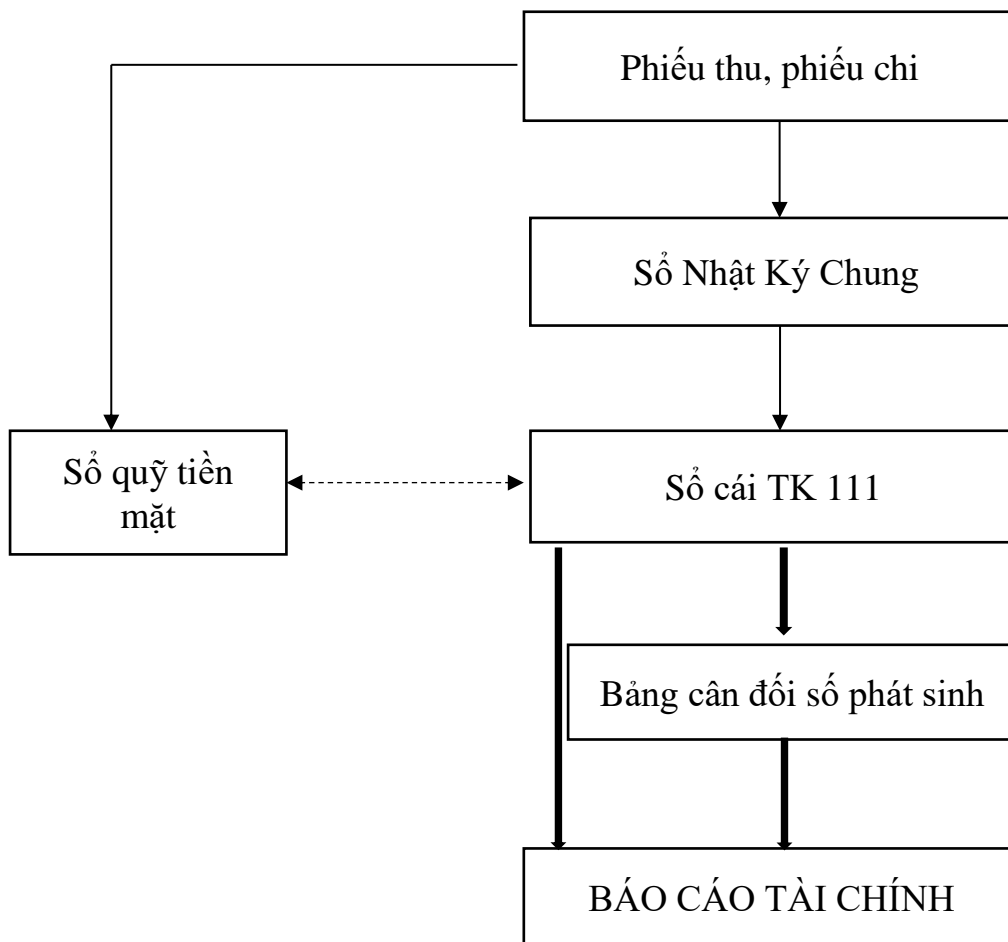 Phiếu thu, phiếu chi
Sổ Nhật Ký Chung
Sổ quỹ tiền
mặt
Sổ cái TK 111
Bảng cân đối số phát sinh
BÁO CÁO TÀI CHÍNH